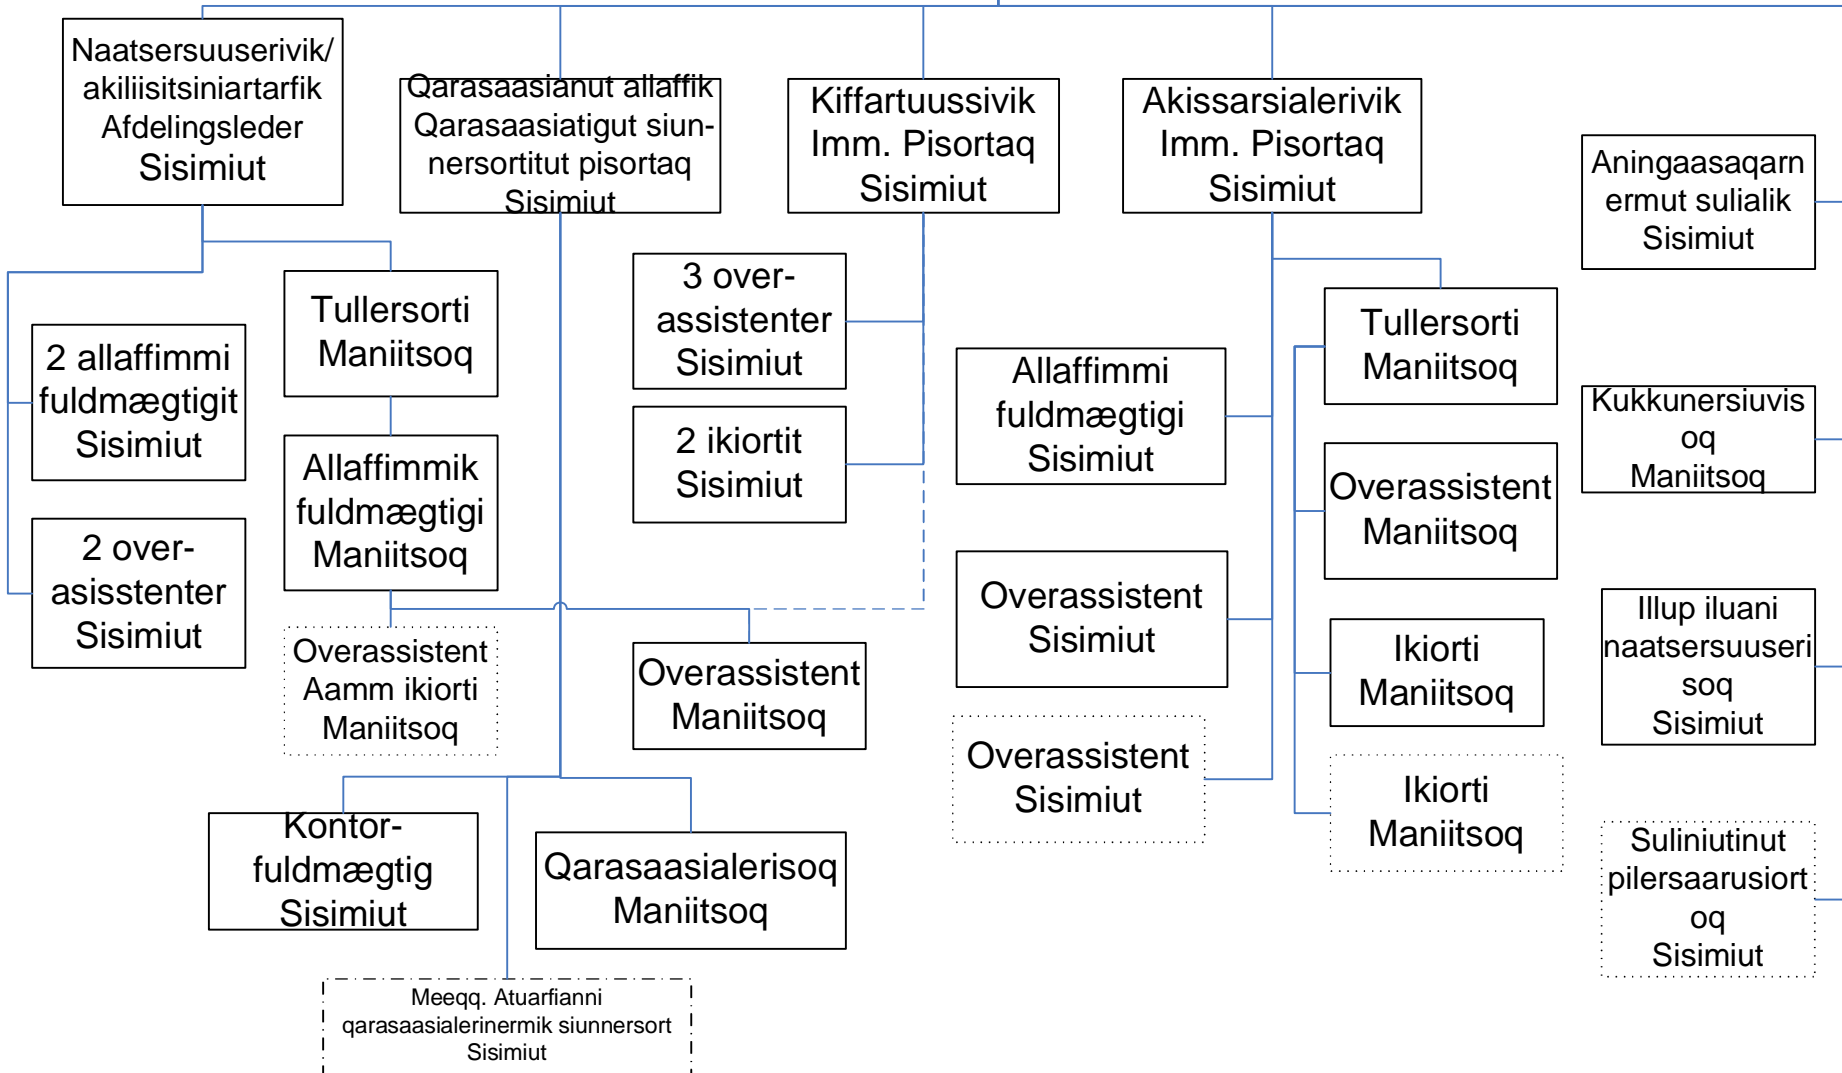 Naatsersuuserivik/
akiliisitsiniartarfik
Afdelingsleder
Sisimiut
Qarasaasianut allaffik
Qarasaasiatigut siun-
nersortitut pisortaq
Sisimiut
Kiffartuussivik
Imm. Pisortaq
Sisimiut
Akissarsialerivik
Imm. Pisortaq
Sisimiut
Aningaasaqarn
ermut sulialik
Sisimiut
2 allaffimmi
fuldmægtigit
Sisimiut
2 over-
asisstenter
Sisimiut
Tullersorti
Maniitsoq
Allaffimmik
fuldmægtigi
Maniitsoq
Overassistent
Aamm ikiorti
Maniitsoq
3 over-
assistenter
Sisimiut
2 ikiortit
Sisimiut
Overassistent
Maniitsoq
Allaffimmi
fuldmægtigi
Sisimiut
Overassistent
Sisimiut
Overassistent
Sisimiut
Tullersorti
Maniitsoq
Overassistent
Maniitsoq
Ikiorti
Maniitsoq
Ikiorti
Maniitsoq
Kukkunersiuvis
oq
Maniitsoq
Illup iluani
naatsersuuseri
soq
Sisimiut
Suliniutinut
pilersaarusiort
oq
Sisimiut
Kontor-
fuldmægtig
Sisimiut
Qarasaasialerisoq
Maniitsoq
Meeqq. Atuarfianni
qarasaasialerinermik siunnersort
Sisimiut